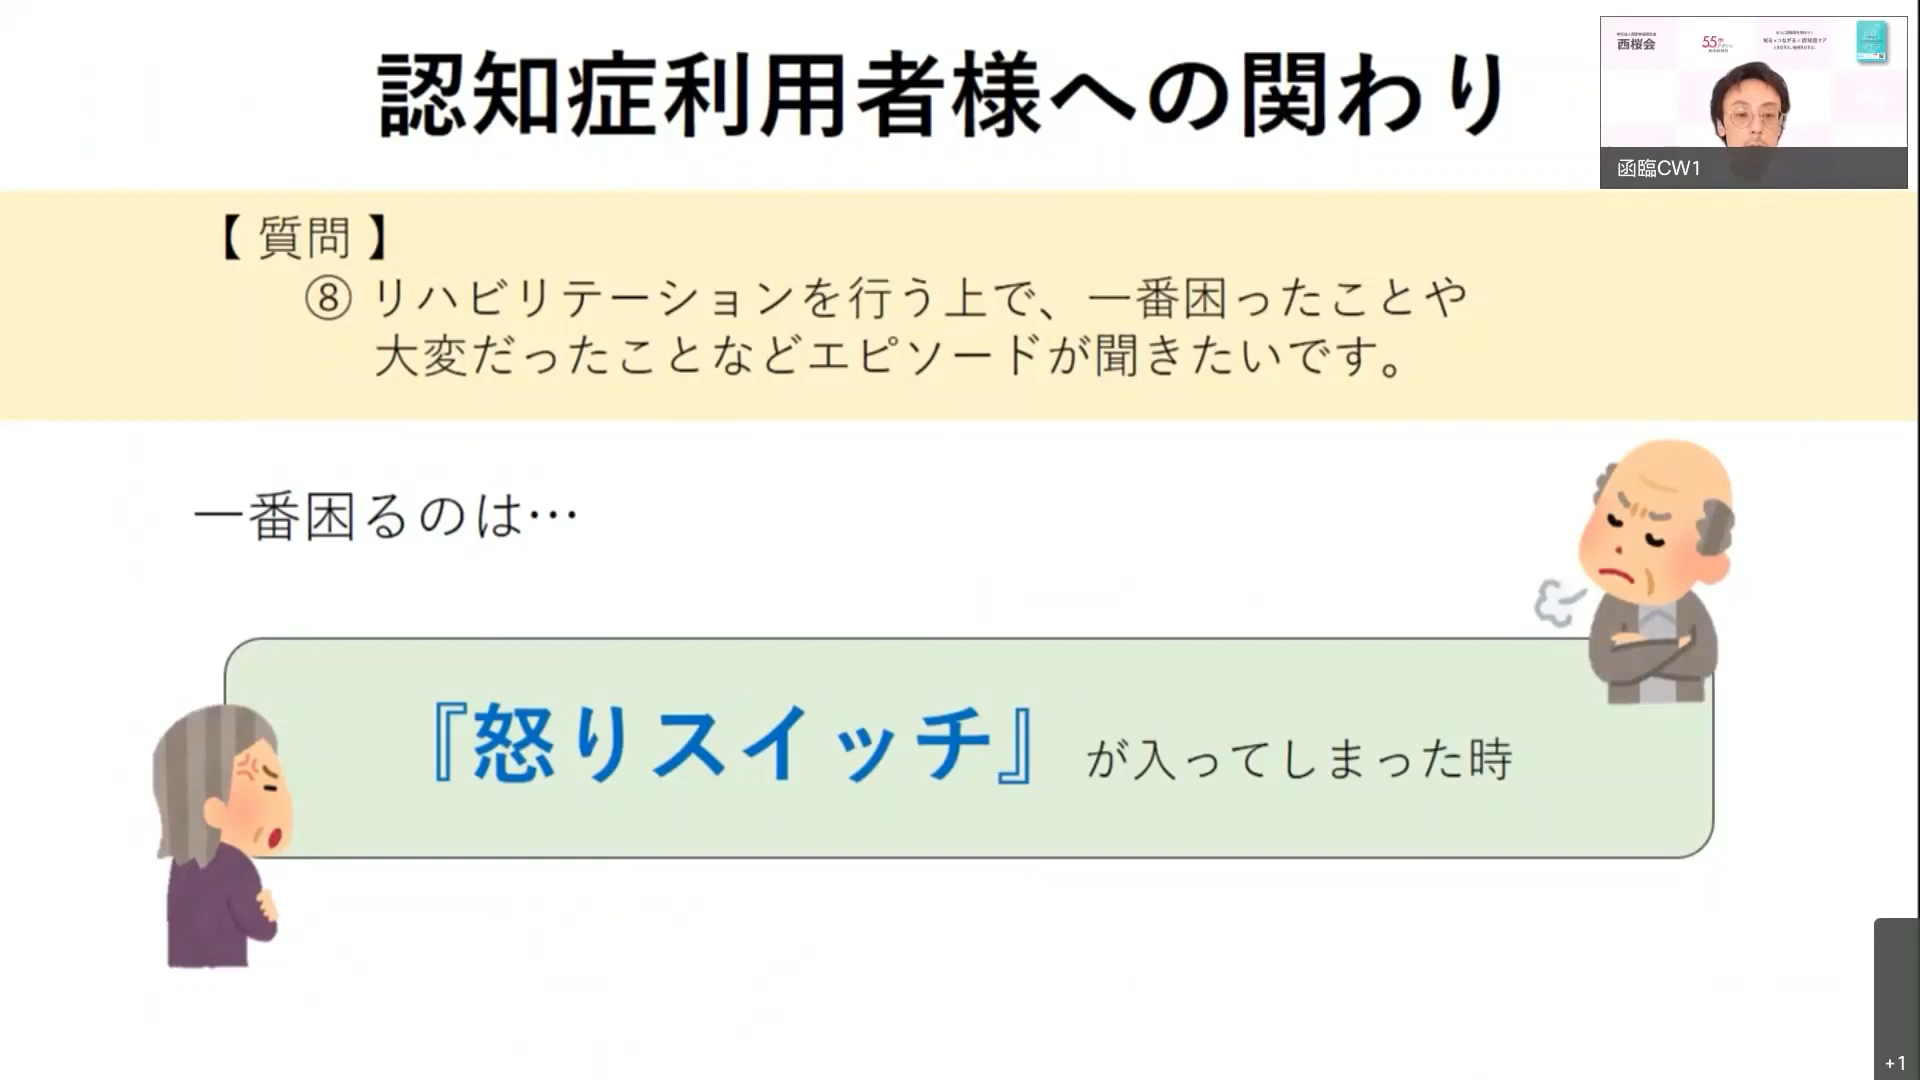 認知症利用者様への関わり
西桜会
函臨CW1
【 質問 】
⑧ リハビリテーションを行う上で、一番困ったことや
大変だったことなどエピソードが聞きたいです。
一番困るのは…
『怒りスイッチ』 が入ってしまった時
+1